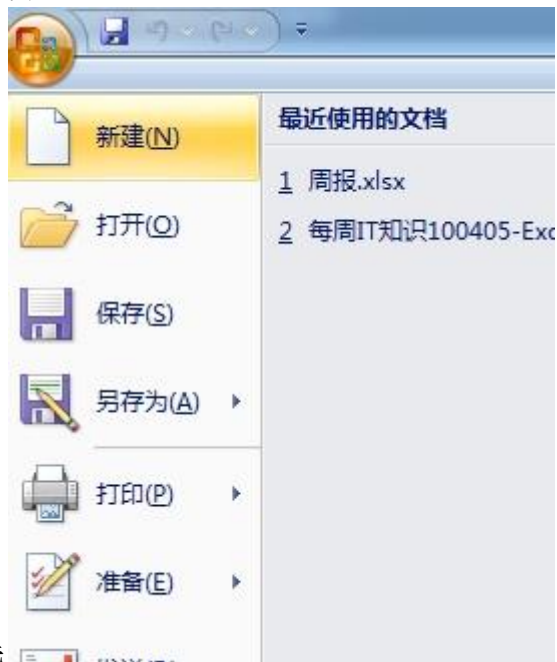 新建(N)
打开(O)
保存(S)
另存为(A)
打印(P)
准备(E)
最近使用的文档
1 周报.xlsx
2 每周IT知识100405-Exc